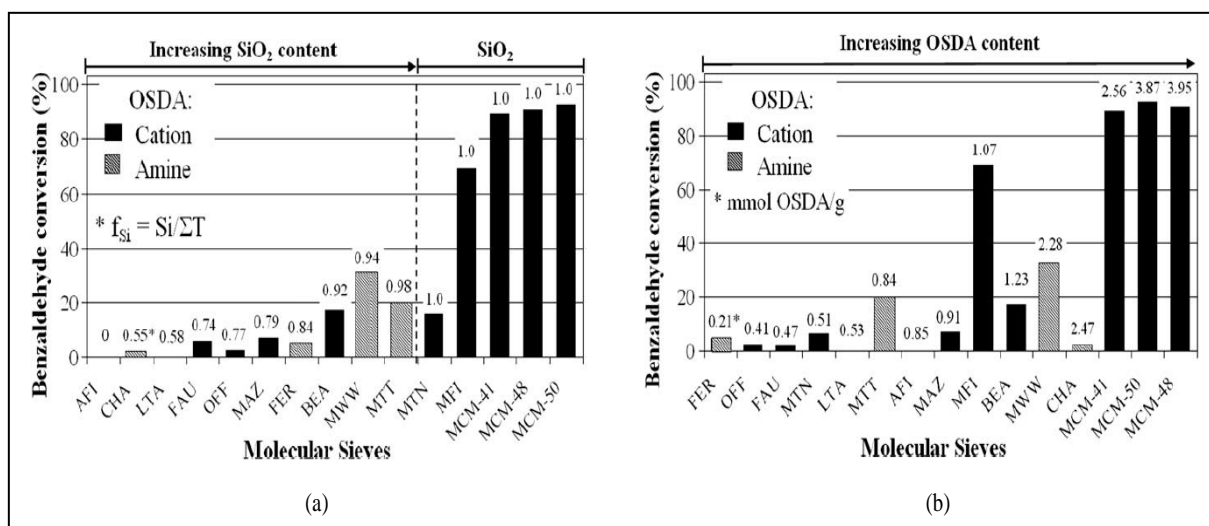 Increasing SiO₂ content
SiO₂
Benzaldehyde conversion (%)
100
80
60
40
20
0
OSDA:
Cation
Amine
* f_Si = Si/ΣT
0
0.55*
0.58
0.74
0.77
0.79
0.84
0.92
0.94
0.98
1.0
1.0
1.0
1.0
1.0
AFI
CHA
LTA
FAU
OFF
MAZ
FER
BEA
MWW
MTT
MTN
MFI
MCM-41
MCM-48
MCM-50
Molecular Sieves
(a)
Increasing OSDA content
Benzaldehyde conversion (%)
100
80
60
40
20
0
OSDA:
Cation
Amine
* mmol OSDA/g
0.21*
0.41
0.47
0.51
0.53
0.84
0.85
0.91
1.07
1.23
2.28
2.47
2.56
3.87
3.95
FER
OFF
FAU
MTN
LTA
MTT
AFI
MAZ
MFI
BEA
MWW
CHA
MCM-41
MCM-50
MCM-48
Molecular Sieves
(b)